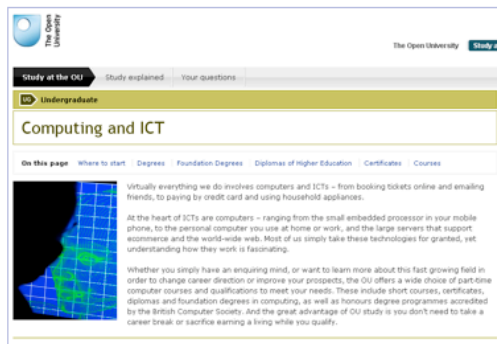 The Open
University
The Open University Study a
Study at the OU Study explained Your questions
UG Undergraduate
Computing and ICT
On this page Where to start Degrees Foundation Degrees Diplomas of Higher Education Certificates Courses
Virtually everything we do involves computers and ICTs – from booking tickets online and emailing
friends, to paying by credit card and using household appliances.
At the heart of ICTs are computers – ranging from the small embedded processor in your mobile
phone, to the personal computer you use at home or work, and the large servers that support
ecommerce and the world-wide web. Most of us simply take these technologies for granted, yet
understanding how they work is fascinating.
Whether you simply have an enquiring mind, or want to learn more about this fast growing field in
order to change career direction or improve your prospects, the OU offers a wide choice of part-time
computer courses and qualifications to meet your needs. These include short courses, certificates,
diplomas and foundation degrees in computing, as well as honours degree programmes accredited
by the British Computer Society. And the great advantage of OU study is you don't need to take a
career break or sacrifice earning a living while you qualify.